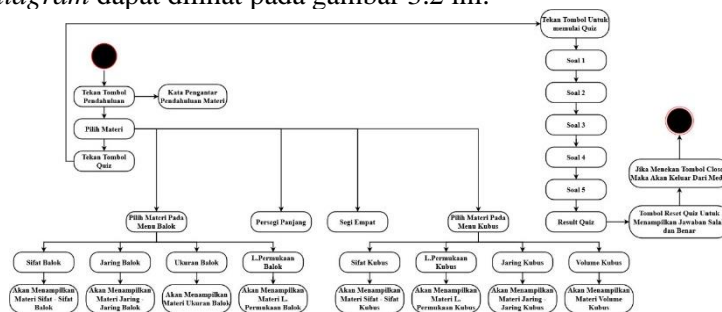 diagram dapat dilihat pada gambar 3.2 ini.
Tekan Tombol Untuk
memulai Quiz
Soal 1
Soal 2
Soal 3
Soal 4
Soal 5
Result Quiz
Tekan Tombol
Pendahuluan
Kata Pengantar
Pendahuluan Materi
Pilih Materi
Tekan Tombol
Quiz
Jika Menekan Tombol Close
Maka Akan Keluar Dari
Tombol Reset Quiz Untuk
Menampilkan Jawaban Salah
dan Benar
Pilih Materi Pada
Menu Balok
Persegi Panjang
Segi Empat
Pilih Materi Pada
Menu Kubus
Sifat Balok
Jaring Balok
Ukuran Balok
L.Permukaan
Balok
Sifat Kubus
L.Permukaan
Kubus
Jaring Kubus
Volume Kubus
Akan Menampilkan
Materi Sifat - Sifat
Balok
Akan Menampilkan
Materi Jaring -
Jaring Balok
Akan Menampilkan
Materi Ukuran Balok
Akan Menampilkan
Materi L.
Permukaan Balok
Akan Menampilkan
Materi Sifat - Sifat
Kubus
Akan Menampilkan
Materi L.
Permukaan Kubus
Akan Menampilkan
Materi Jaring -
Jaring Kubus
Akan Menampilkan
Materi Volume
Kubus